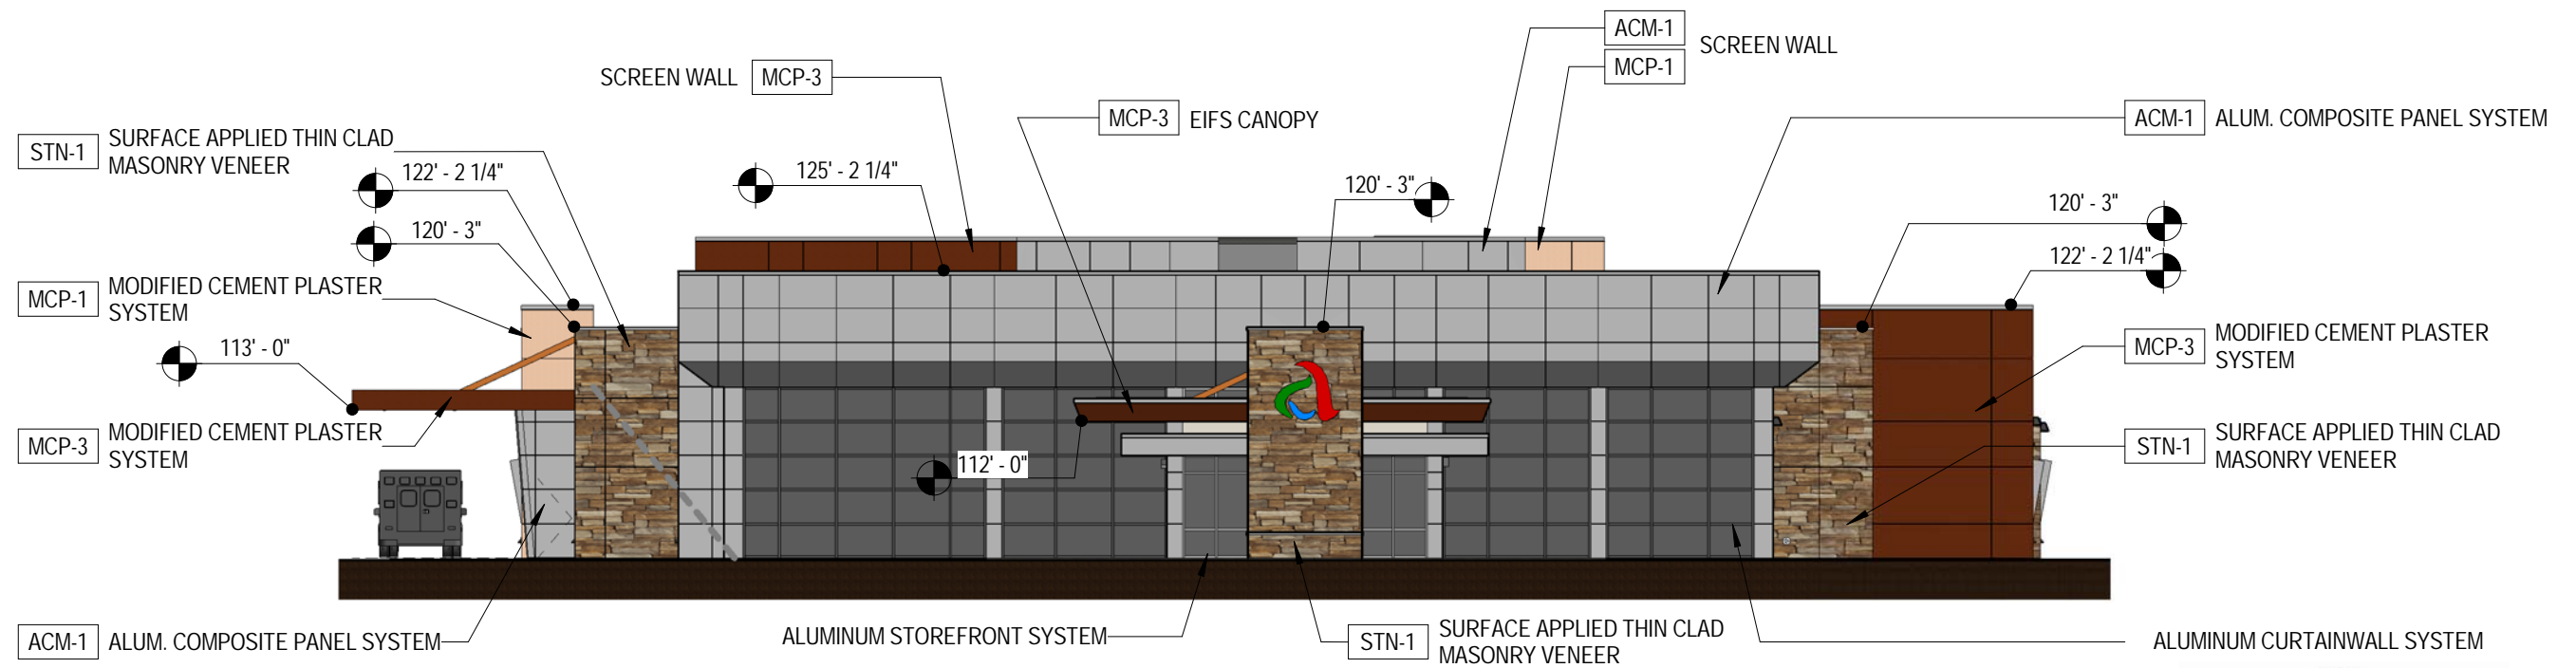 ACM-1
SCREEN WALL
MCP-1
SCREEN WALL MCP-3
MCP-3 EIFS CANOPY
ACM-1 ALUM. COMPOSITE PANEL SYSTEM
STN-1 SURFACE APPLIED THIN CLAD
MASONRY VENEER
122' - 2 1/4"
125' - 2 1/4"
120' - 3"
120' - 3"
120' - 3"
122' - 2 1/4"
MCP-1 MODIFIED CEMENT PLASTER
SYSTEM
113' - 0"
MCP-3 MODIFIED CEMENT PLASTER
SYSTEM
MCP-3 MODIFIED CEMENT PLASTER
SYSTEM
STN-1 SURFACE APPLIED THIN CLAD
MASONRY VENEER
112' - 0"
ACM-1 ALUM. COMPOSITE PANEL SYSTEM
ALUMINUM STOREFRONT SYSTEM
STN-1 SURFACE APPLIED THIN CLAD
MASONRY VENEER
ALUMINUM CURTAINWALL SYSTEM